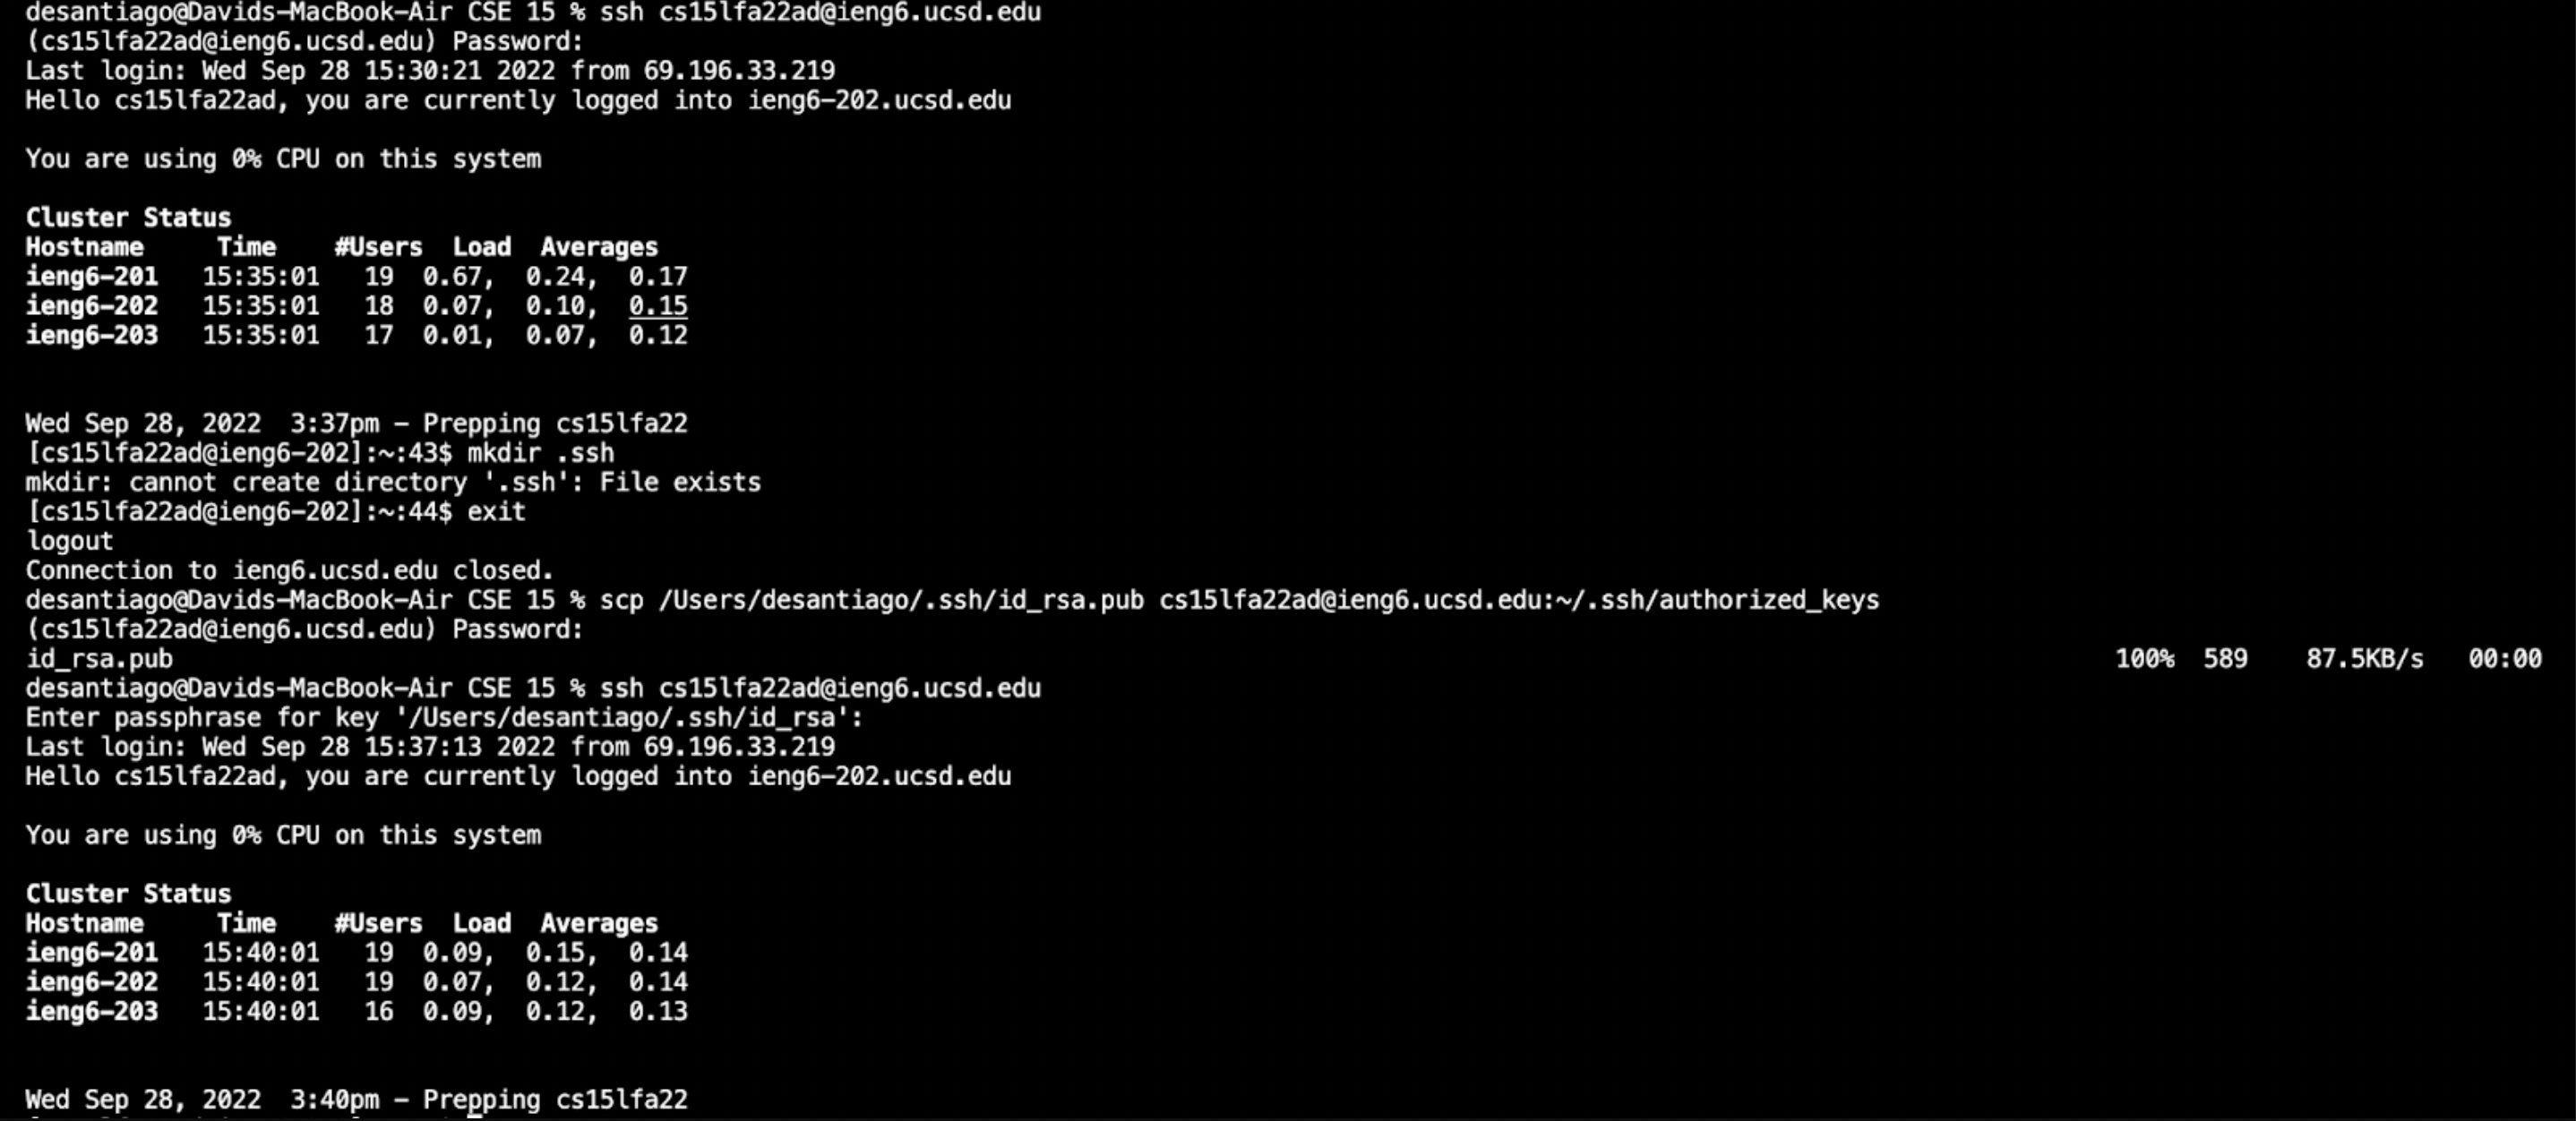 desantiago@Davids-MacBook-Air CSE 15 % ssh cs15lfa22ad@ieng6.ucsd.edu
(cs15lfa22ad@ieng6.ucsd.edu) Password:
Last login: Wed Sep 28 15:30:21 2022 from 69.196.33.219
Hello cs15lfa22ad, you are currently logged into ieng6-202.ucsd.edu
You are using 0% CPU on this system
Cluster Status
Hostname     Time    #Users  Load  Averages
ieng6-201   15:35:01   19  0.67,  0.24,  0.17
ieng6-202   15:35:01   18  0.07,  0.10,  0.15
ieng6-203   15:35:01   17  0.01,  0.07,  0.12
Wed Sep 28, 2022  3:37pm - Prepping cs15lfa22
[cs15lfa22ad@ieng6-202]:~:43$ mkdir .ssh
mkdir: cannot create directory '.ssh': File exists
[cs15lfa22ad@ieng6-202]:~:44$ exit
logout
Connection to ieng6.ucsd.edu closed.
desantiago@Davids-MacBook-Air CSE 15 % scp /Users/desantiago/.ssh/id_rsa.pub cs15lfa22ad@ieng6.ucsd.edu:~/.ssh/authorized_keys
(cs15lfa22ad@ieng6.ucsd.edu) Password:
id_rsa.pub    100%  589    87.5KB/s   00:00
desantiago@Davids-MacBook-Air CSE 15 % ssh cs15lfa22ad@ieng6.ucsd.edu
Enter passphrase for key '/Users/desantiago/.ssh/id_rsa':
Last login: Wed Sep 28 15:37:13 2022 from 69.196.33.219
Hello cs15lfa22ad, you are currently logged into ieng6-202.ucsd.edu
You are using 0% CPU on this system
Cluster Status
Hostname     Time    #Users  Load  Averages
ieng6-201   15:40:01   19  0.09,  0.15,  0.14
ieng6-202   15:40:01   19  0.07,  0.12,  0.14
ieng6-203   15:40:01   16  0.09,  0.12,  0.13
Wed Sep 28, 2022  3:40pm - Prepping cs15lfa22